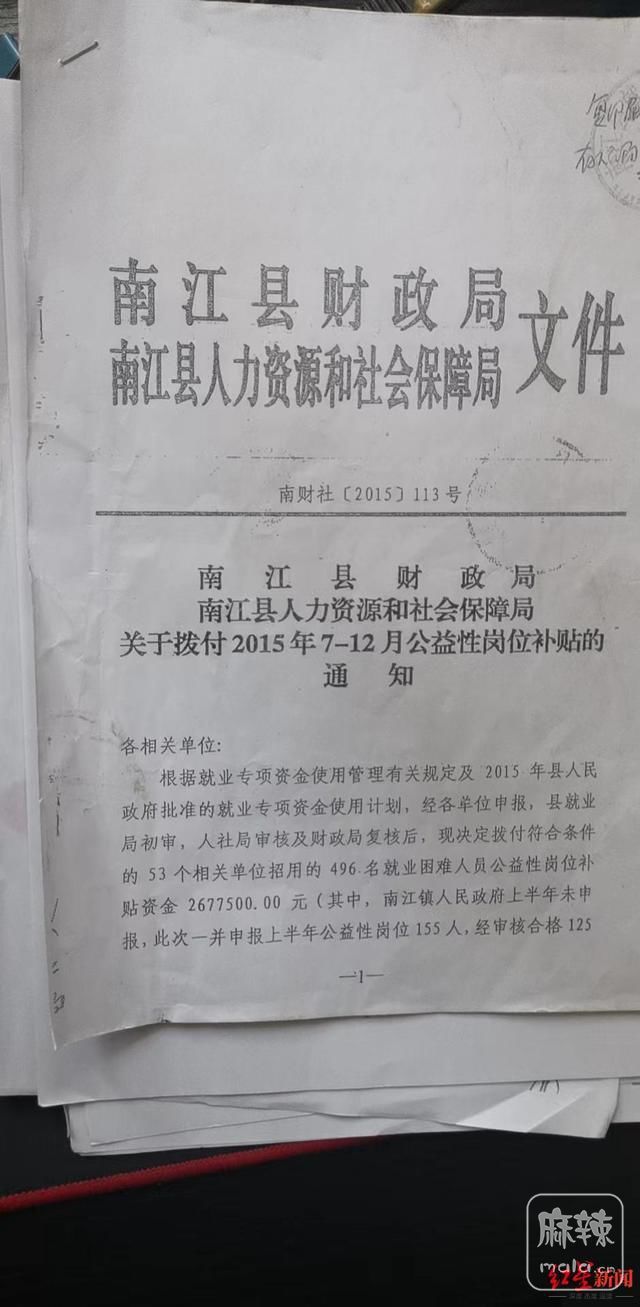 南江县财政局
南江县人力资源和社会保障局
文件
南财社〔2015〕113号
南江县财政局
南江县人力资源和社会保障局
关于拨付2015年7-12月公益性岗位补贴的
通知
各相关单位:
根据就业专项资金使用管理有关规定及2015年县人民
政府批准的就业专项资金使用计划，经各单位申报，县就业
局初审，人社局审核及财政局复核后，现决定拨付符合条件
的53个相关单位招用的496名就业困难人员公益性岗位补
贴资金2677500.00元（其中，南江镇人民政府上半年未申
报，此次一并申报上半年公益性岗位155人，经审核合格125
—1—
麻辣
mala.cn
红星新闻